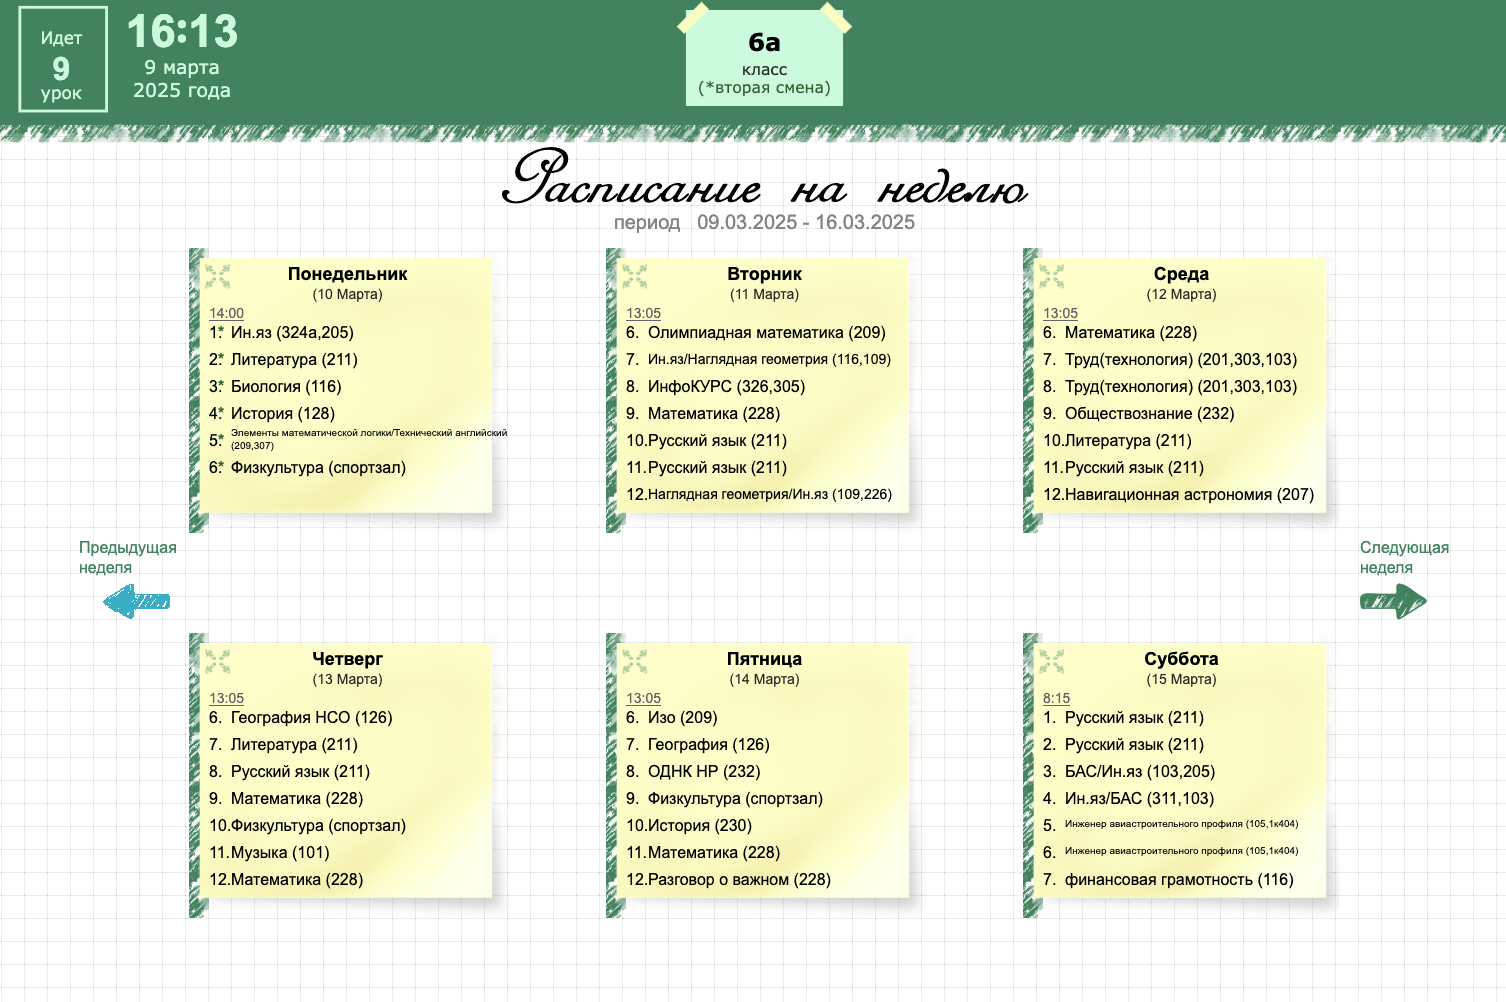 Идет
9
урок
16:13
9 марта
2025 года
6а
класс
(*вторая смена)
Расписание на неделю
период 09.03.2025 - 16.03.2025
Понедельник
(10 Марта)
14:00
1.* Ин.яз (324а,205)
2.* Литература (211)
3.* Биология (116)
4.* История (128)
5.* Элементы математической логики/Технический английский
(209,307)
6.* Физкультура (спортзал)
Вторник
(11 Марта)
13:05
6. Олимпиадная математика (209)
7. Ин.яз/Наглядная геометрия (116,109)
8. ИнфоКУРС (326,305)
9. Математика (228)
10.Русский язык (211)
11.Русский язык (211)
12.Наглядная геометрия/Ин.яз (109,226)
Среда
(12 Марта)
13:05
6. Математика (228)
7. Труд(технология) (201,303,103)
8. Труд(технология) (201,303,103)
9. Обществознание (232)
10.Литература (211)
11.Русский язык (211)
12.Навигационная астрономия (207)
Предыдущая
неделя
Следующая
неделя
Четверг
(13 Марта)
13:05
6. География НСО (126)
7. Литература (211)
8. Русский язык (211)
9. Математика (228)
10.Физкультура (спортзал)
11.Музыка (101)
12.Математика (228)
Пятница
(14 Марта)
13:05
6. Изо (209)
7. География (126)
8. ОДНК НР (232)
9. Физкультура (спортзал)
10.История (230)
11.Математика (228)
12.Разговор о важном (228)
Суббота
(15 Марта)
8:15
1. Русский язык (211)
2. Русский язык (211)
3. БАС/Ин.яз (103,205)
4. Ин.яз/БАС (311,103)
5. Инженер авиастроительного профиля (105,1к404)
6. Инженер авиастроительного профиля (105,1к404)
7. финансовая грамотность (116)